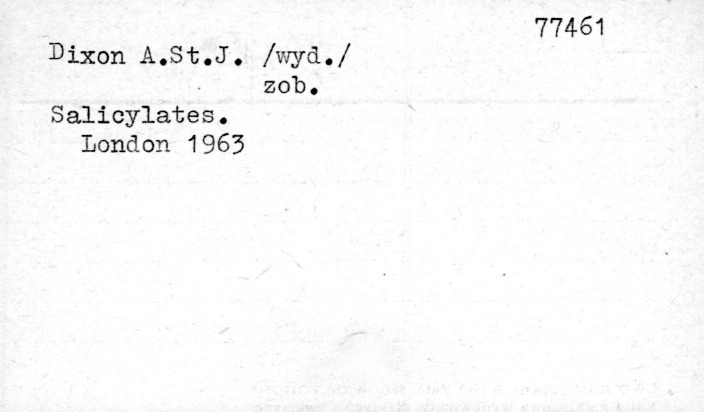 77461
Dixon A.St.J. /wyd./
zob.
Salicylates.
London 1963